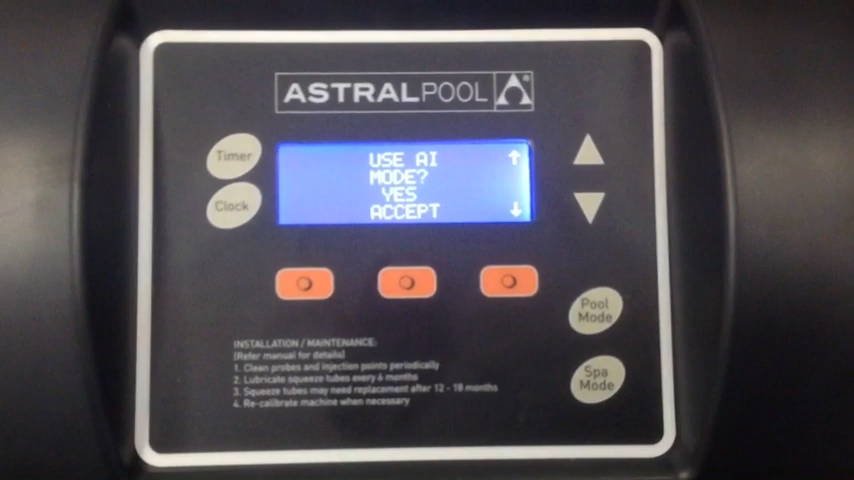 ASTRALPOOL
®
Timer
Clock
USE AI ↑
MODE?
YES
ACCEPT ↓
Pool
Mode
Spa
Mode
INSTALLATION / MAINTENANCE:
(Refer manual for details)
1. Clean probes and injection points periodically
2. Lubricate squeeze tubes every 6 months
3. Squeeze tubes may need replacement after 12 - 18 months
4. Re-calibrate machine when necessary